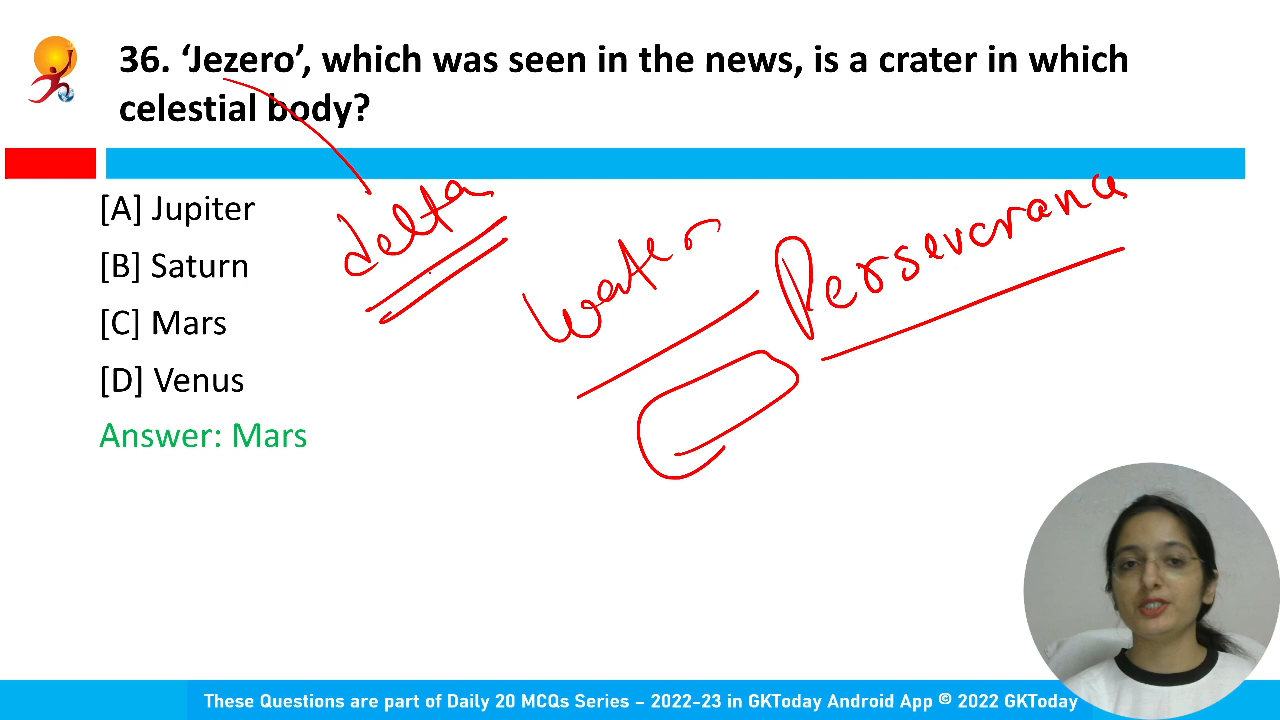 36. ‘Jezero’, which was seen in the news, is a crater in which
celestial body?
[A] Jupiter
[B] Saturn
[C] Mars
[D] Venus
Answer: Mars
delta
water
Perseverance
These Questions are part of Daily 20 MCQs Series – 2022-23 in GKToday Android App © 2022 GKToday